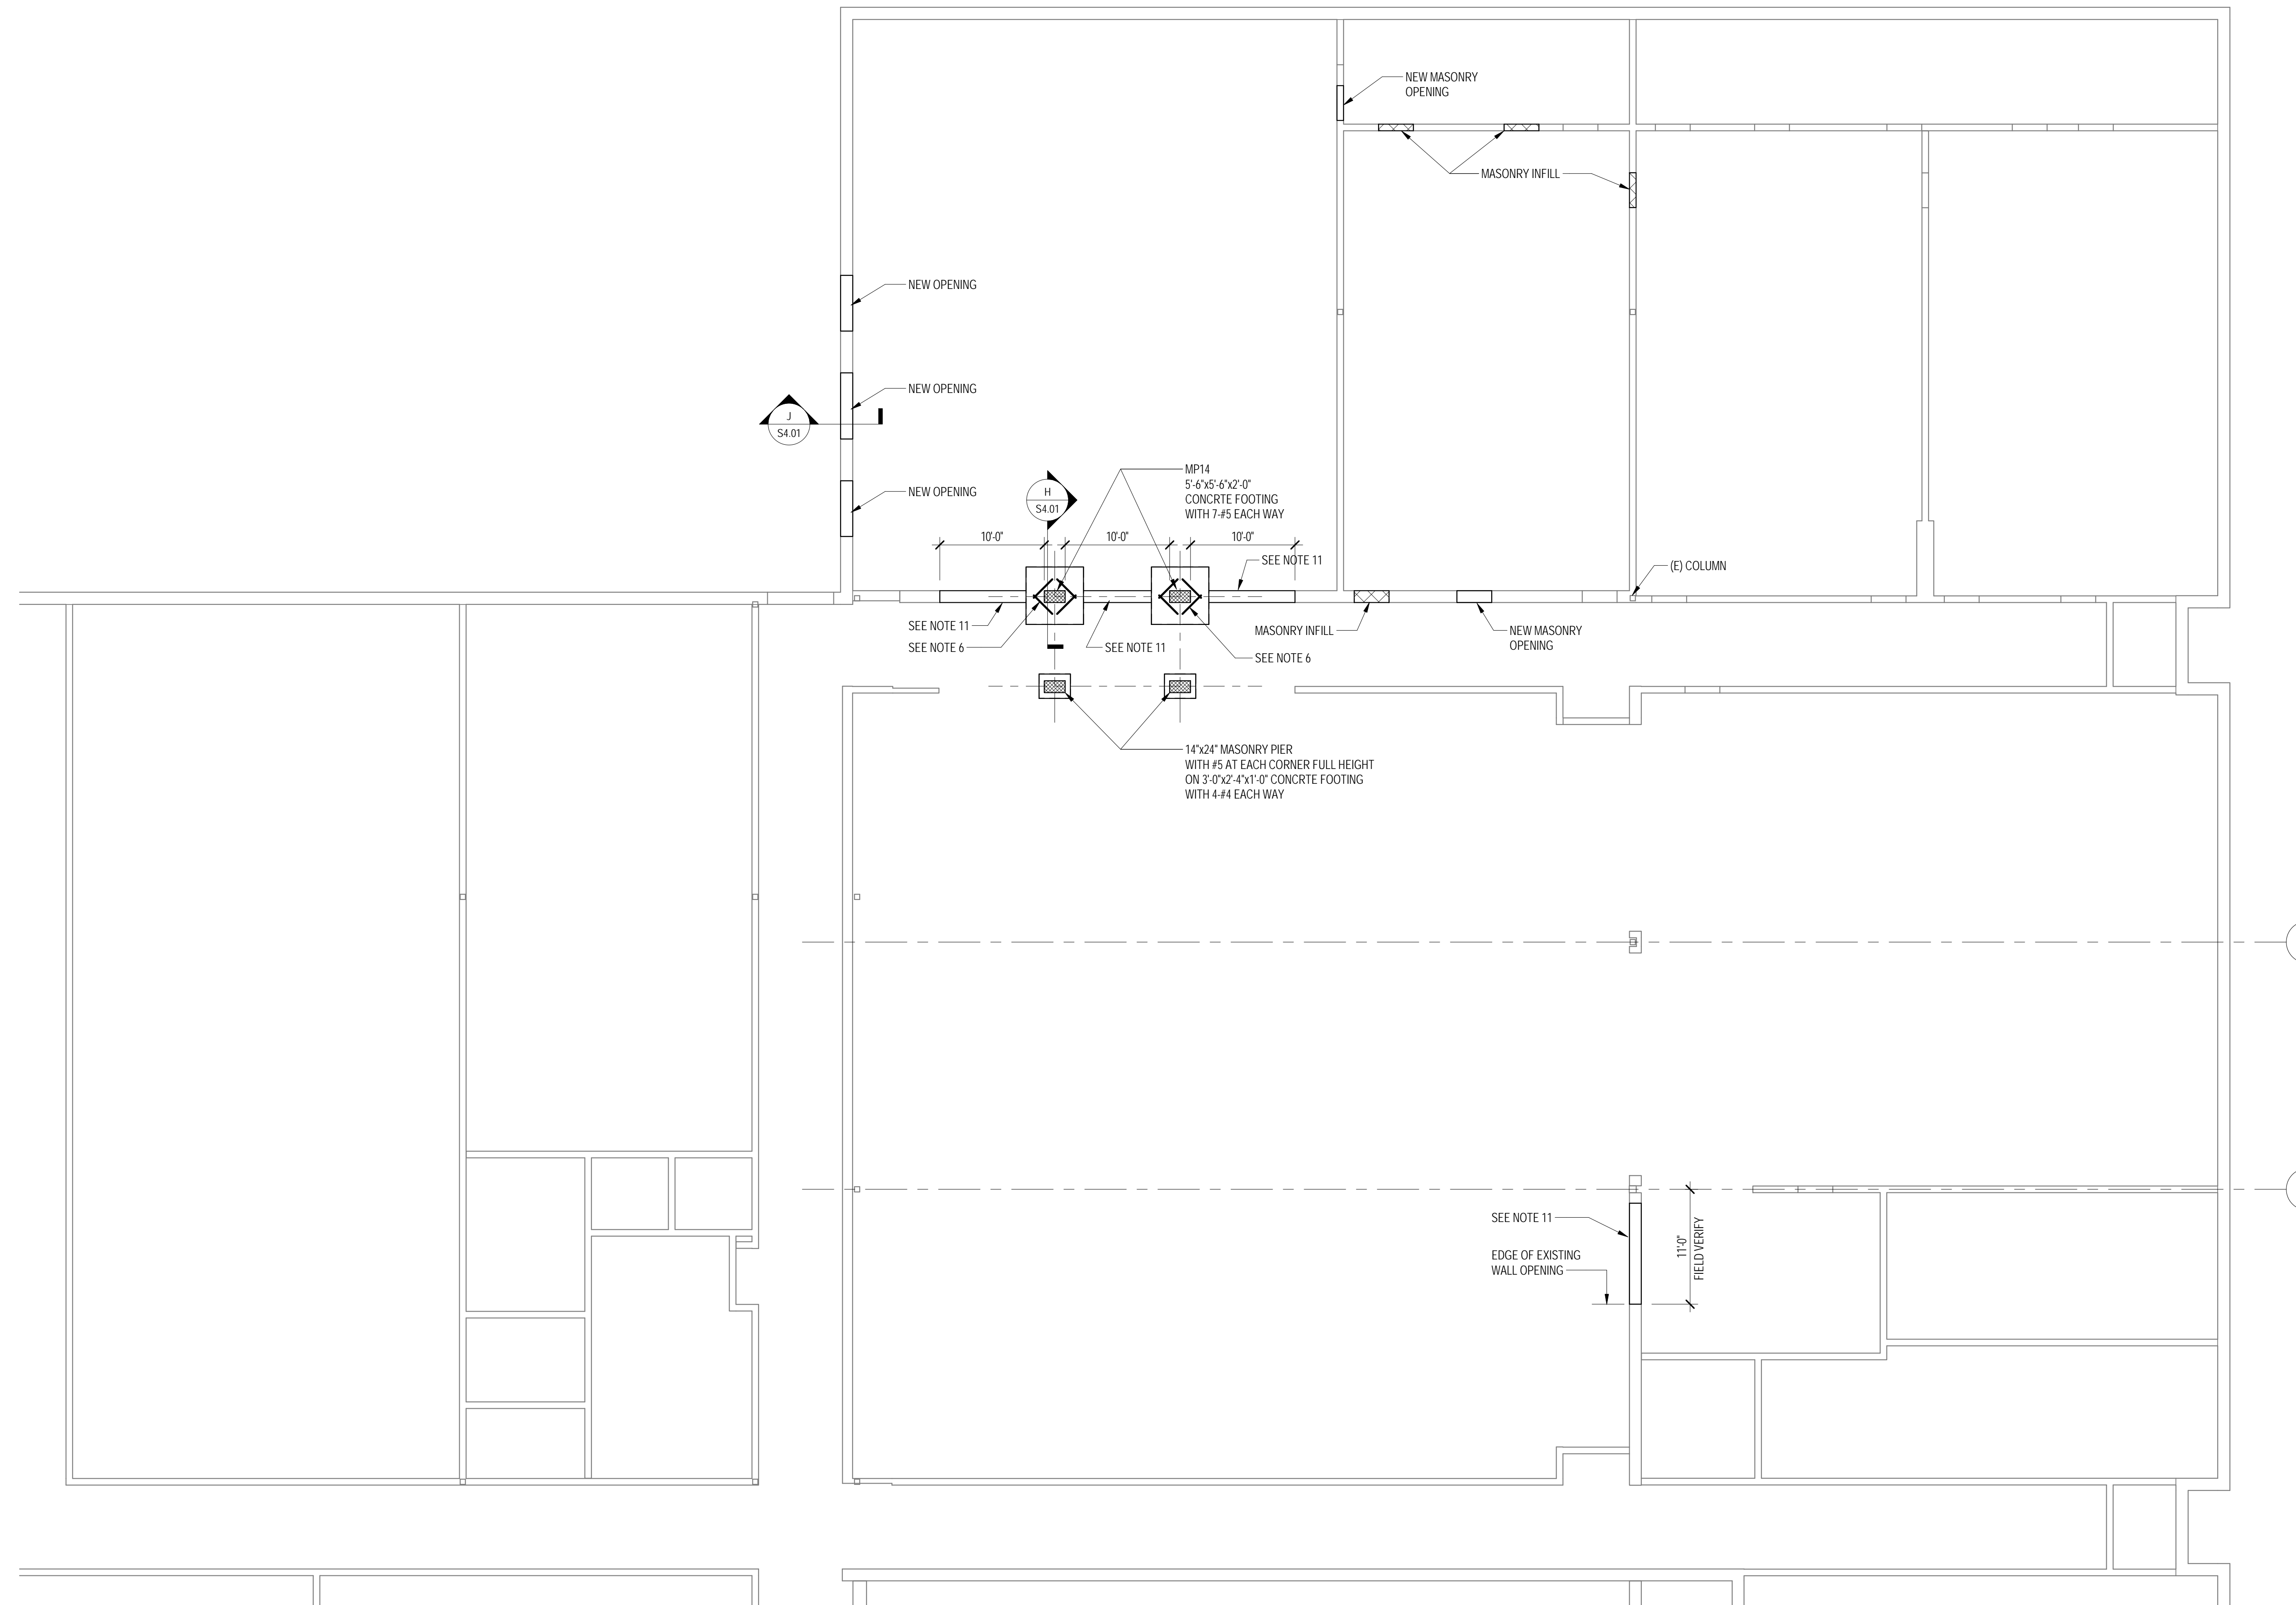 NEW MASONRY
OPENING
MASONRY INFILL
NEW OPENING
NEW OPENING
J
S4.01
NEW OPENING
H
S4.01
MP14
5'-6"x5'-6"x2'-0"
CONCRTE FOOTING
WITH 7-#5 EACH WAY
10'-0"
10'-0"
10'-0"
SEE NOTE 11
(E) COLUMN
SEE NOTE 11
SEE NOTE 6
SEE NOTE 11
MASONRY INFILL
SEE NOTE 6
NEW MASONRY
OPENING
14"x24" MASONRY PIER
WITH #5 AT EACH CORNER FULL HEIGHT
ON 3'-0"x2'-4"x1'-0" CONCRTE FOOTING
WITH 4-#4 EACH WAY
SEE NOTE 11
EDGE OF EXISTING
WALL OPENING
11'-0"
FIELD VERIFY